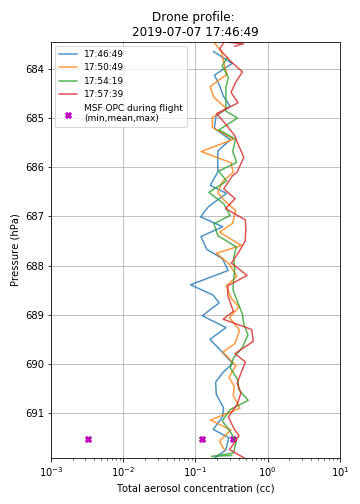 Drone profile:
2019-07-07 17:46:49
17:46:49
17:50:49
17:54:19
17:57:39
MSF OPC during flight
(min,mean,max)
684
685
686
687
688
689
690
691
Pressure (hPa)
10⁻³ 10⁻² 10⁻¹ 10⁰ 10¹
Total aerosol concentration (cc)